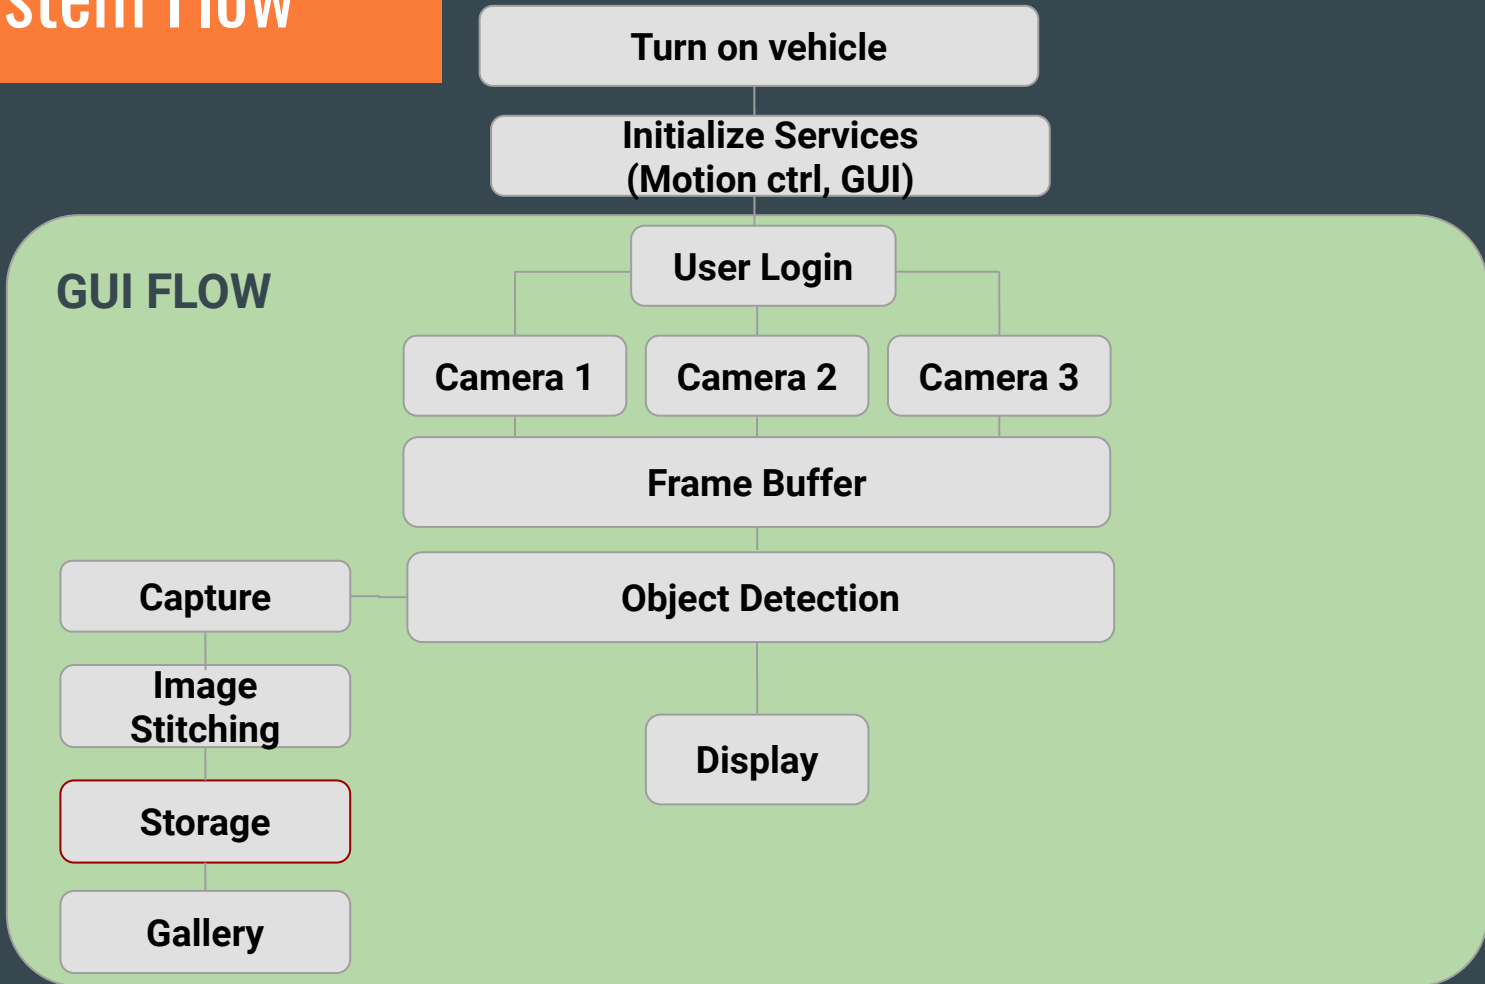 Flow
Turn on vehicle
Initialize Services
(Motion ctrl, GUI)
GUI FLOW
User Login
Camera 1
Camera 2
Camera 3
Frame Buffer
Object Detection
Capture
Image
Stitching
Storage
Gallery
Display